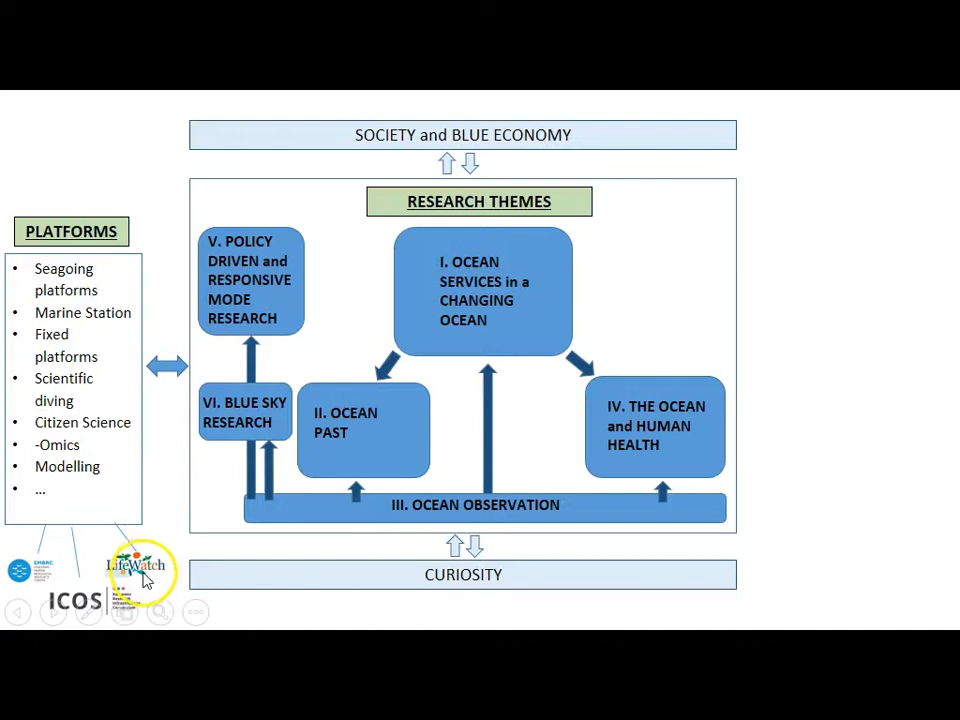 SOCIETY and BLUE ECONOMY
RESEARCH THEMES
PLATFORMS
• Seagoing
platforms
• Marine Station
• Fixed
platforms
• Scientific
diving
• Citizen Science
• -Omics
• Modelling
• ...
V. POLICY
DRIVEN and
RESPONSIVE
MODE
RESEARCH
I. OCEAN
SERVICES in a
CHANGING
OCEAN
VI. BLUE SKY
RESEARCH
II. OCEAN
PAST
IV. THE OCEAN
and HUMAN
HEALTH
III. OCEAN OBSERVATION
CURIOSITY
EMBRC
LifeWatch
ICOS